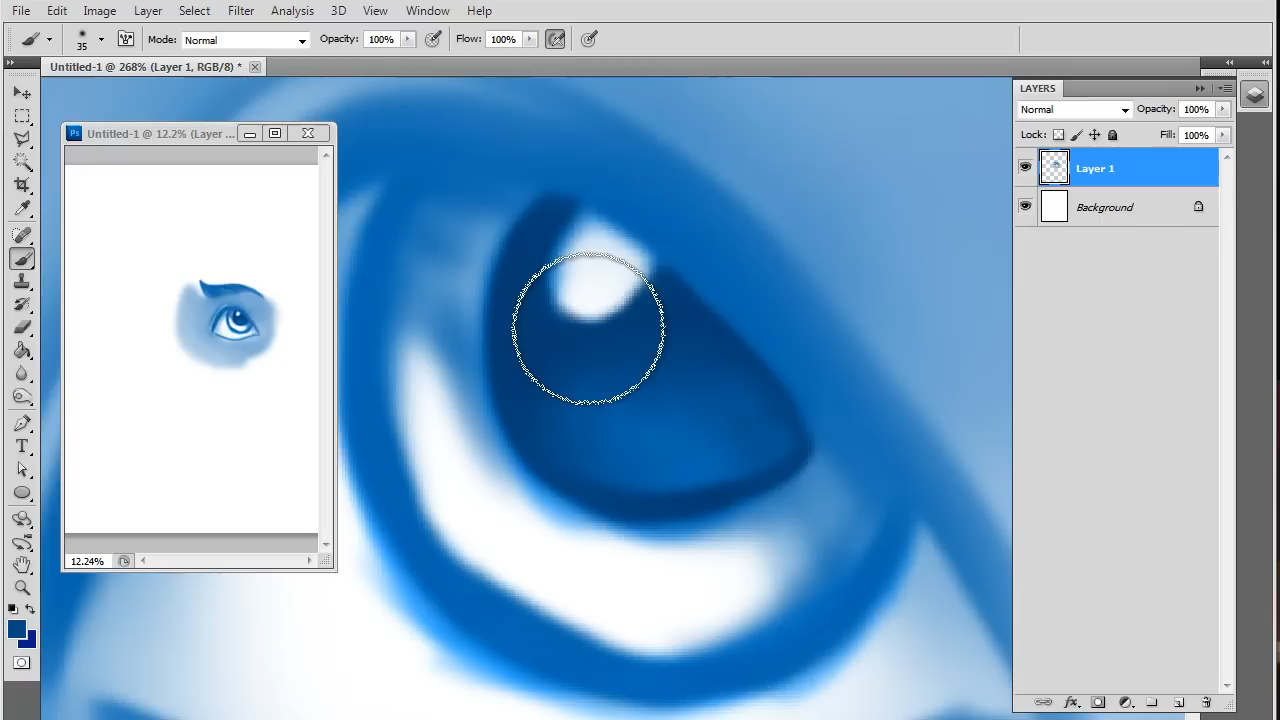 File Edit Image Layer Select Filter Analysis 3D View Window Help
35 Mode: Normal Opacity: 100% Flow: 100%
Untitled-1 @ 268% (Layer 1, RGB/8) *
LAYERS
Normal Opacity: 100%
Lock: Fill: 100%
Layer 1
Background
Ps Untitled-1 @ 12.2% (Layer ...
12.24%
T
fx